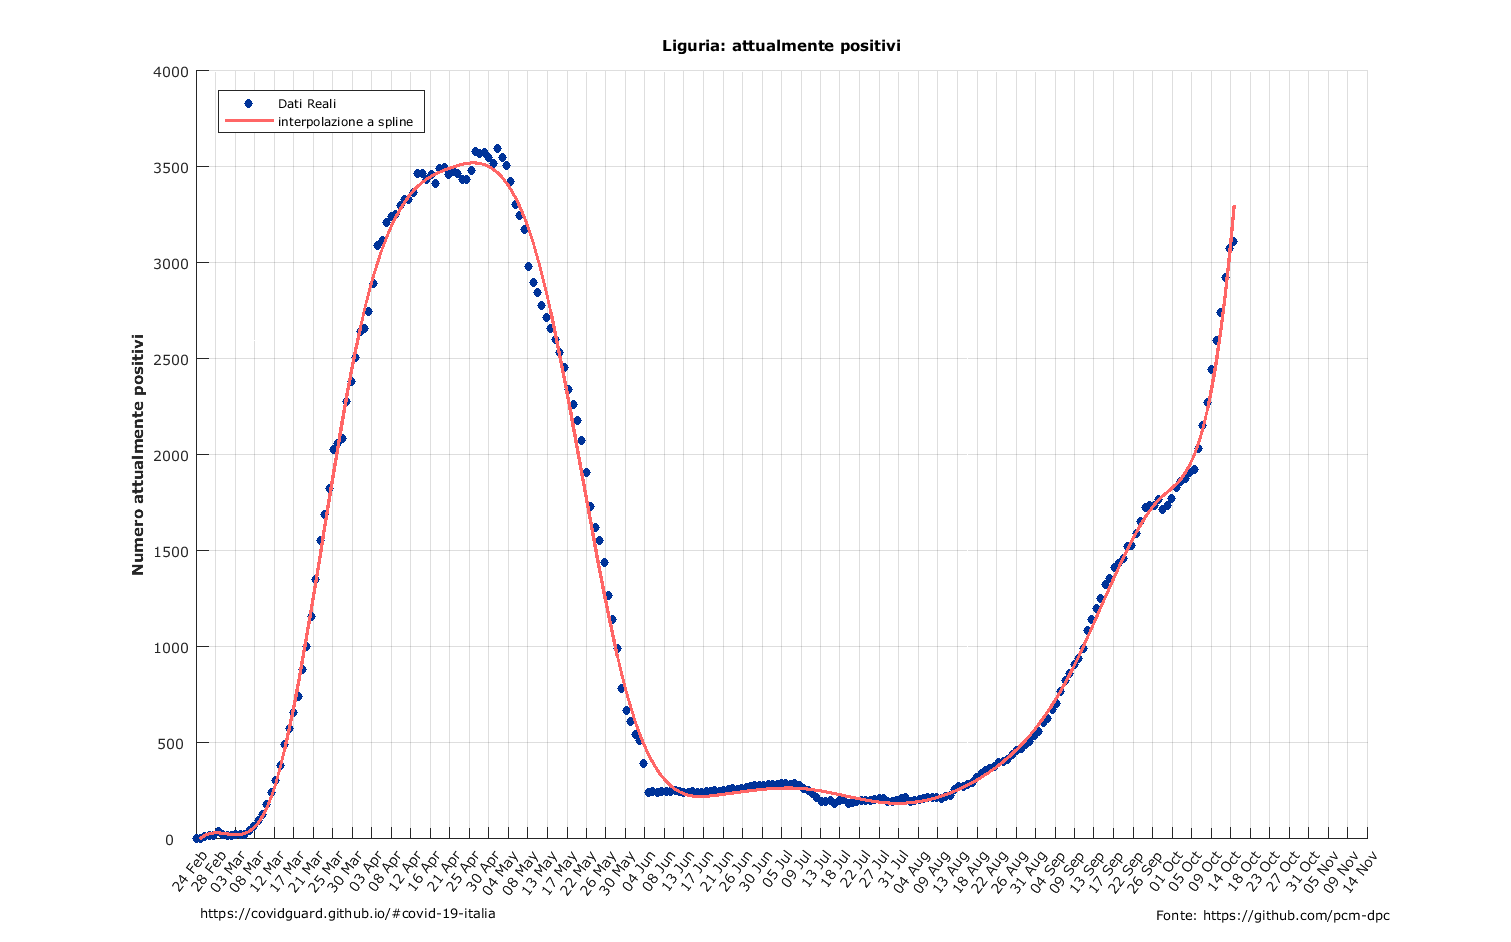 Liguria: attualmente positivi
4000
3500
3000
2500
2000
1500
1000
500
0
Dati Reali
interpolazione a spline
Numero attualmente positivi
24 Feb
28 Feb
03 Mar
08 Mar
12 Mar
17 Mar
21 Mar
25 Mar
30 Mar
03 Apr
08 Apr
12 Apr
16 Apr
21 Apr
25 Apr
30 Apr
04 May
08 May
13 May
17 May
22 May
26 May
30 May
04 Jun
08 Jun
13 Jun
17 Jun
21 Jun
26 Jun
30 Jun
05 Jul
09 Jul
13 Jul
18 Jul
22 Jul
27 Jul
31 Jul
04 Aug
09 Aug
13 Aug
18 Aug
22 Aug
26 Aug
31 Aug
04 Sep
09 Sep
13 Sep
17 Sep
22 Sep
26 Sep
01 Oct
05 Oct
09 Oct
14 Oct
18 Oct
23 Oct
27 Oct
31 Oct
05 Nov
09 Nov
14 Nov
https://covidguard.github.io/#covid-19-italia
Fonte: https://github.com/pcm-dpc